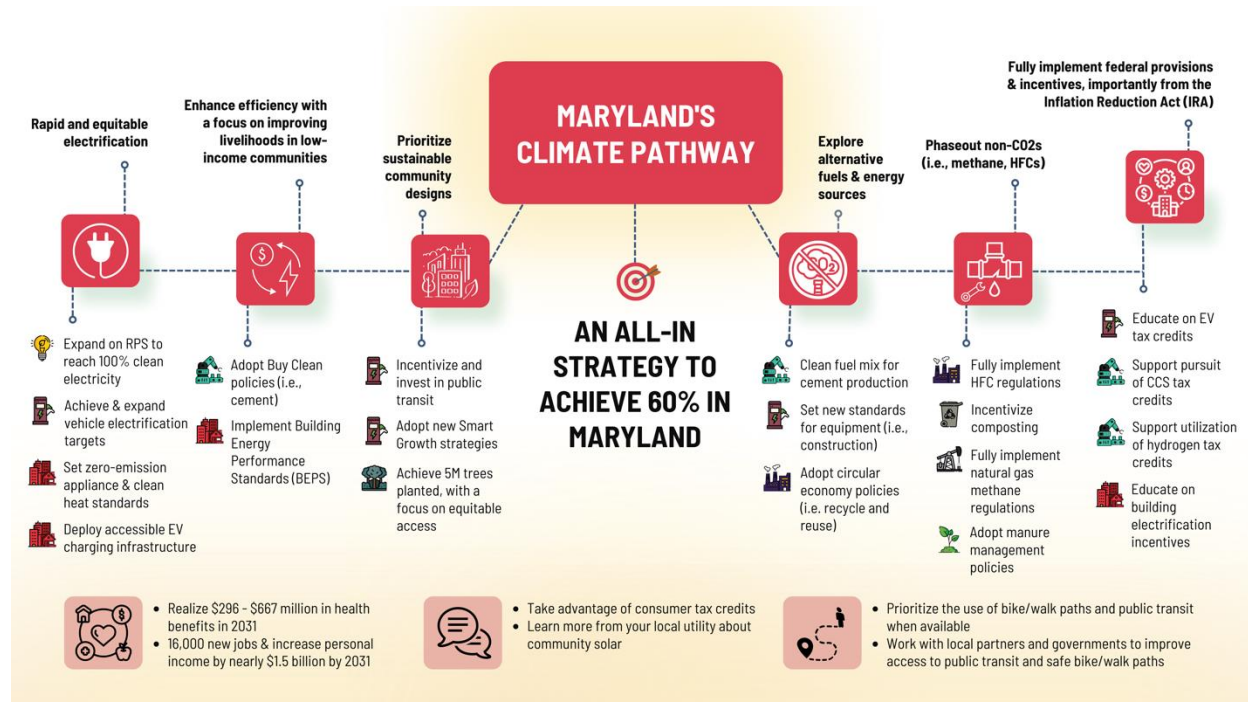 MARYLAND'S
CLIMATE PATHWAY
Rapid and equitable
electrification
Expand on RPS to
reach 100% clean
electricity
Achieve & expand
vehicle electrification
targets
Set zero-emission
appliance & clean
heat standards
Deploy accessible EV
charging infrastructure
Enhance efficiency with
a focus on improving
livelihoods in low-
income communities
$
Adopt Buy Clean
policies (i.e.,
cement)
Implement Building
Energy
Performance
Standards (BEPS)
Prioritize
sustainable
community
designs
Incentivize and
invest in public
transit
Adopt new Smart
Growth strategies
Achieve 5M trees
planted, with a
focus on equitable
access
AN ALL-IN
STRATEGY TO
ACHIEVE 60% IN
MARYLAND
Explore
alternative
fuels & energy
sources
CO2
Clean fuel mix for
cement production
Set new standards
for equipment (i.e.,
construction)
Adopt circular
economy policies
(i.e. recycle and
reuse)
Phaseout non-CO2s
(i.e., methane, HFCs)
Fully implement
HFC regulations
Incentivize
composting
Fully implement
natural gas
methane
regulations
Adopt manure
management
policies
Fully implement federal provisions
& incentives, importantly from the
Inflation Reduction Act (IRA)
$
Educate on EV
tax credits
Support pursuit
of CCS tax
credits
Support utilization
of hydrogen tax
credits
Educate on
building
electrification
incentives
$
• Realize $296 - $667 million in health
benefits in 2031
• 16,000 new jobs & increase personal
income by nearly $1.5 billion by 2031
• Take advantage of consumer tax credits
• Learn more from your local utility about
community solar
• Prioritize the use of bike/walk paths and public transit
when available
• Work with local partners and governments to improve
access to public transit and safe bike/walk paths